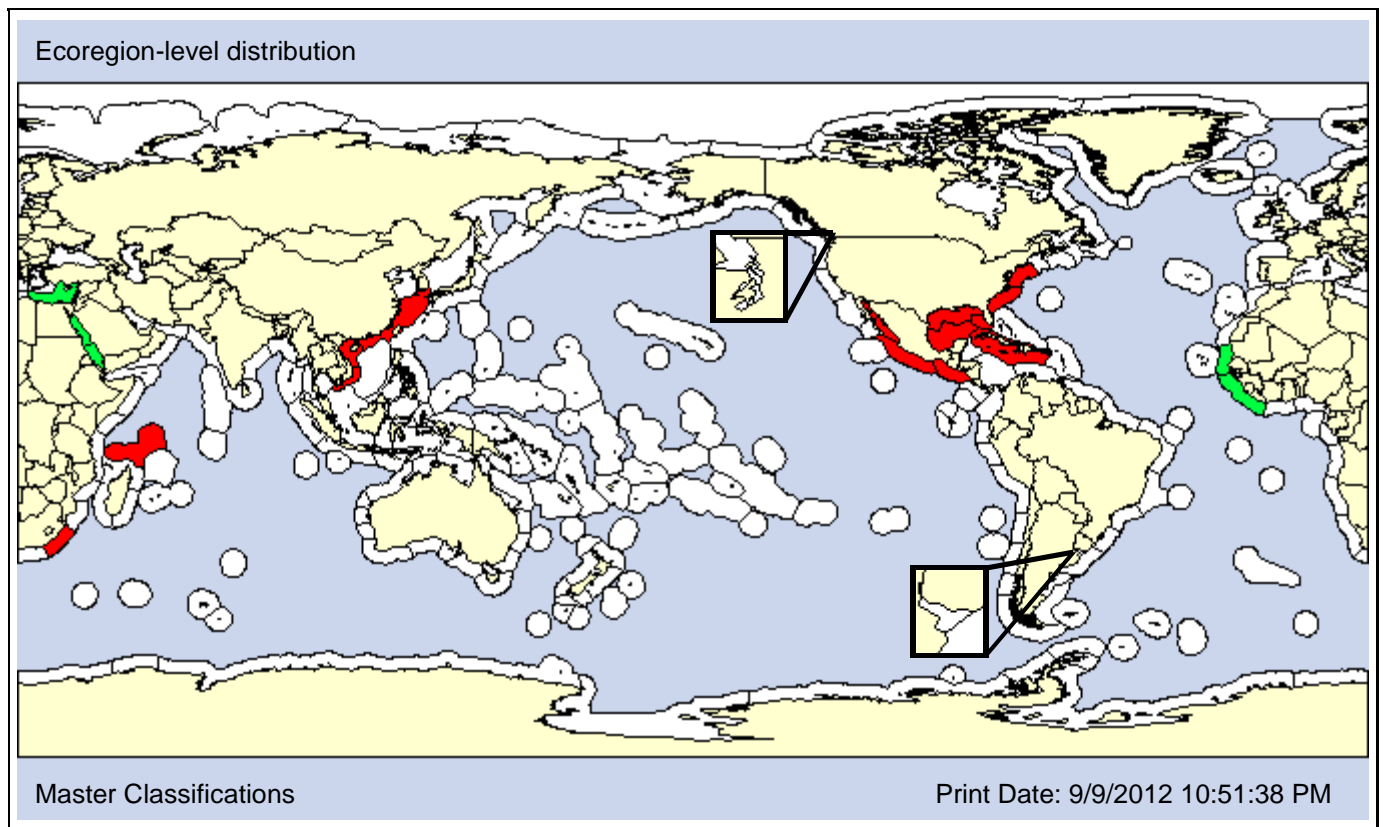 Ecoregion-level distribution
Master Classifications
Print Date: 9/9/2012 10:51:38 PM